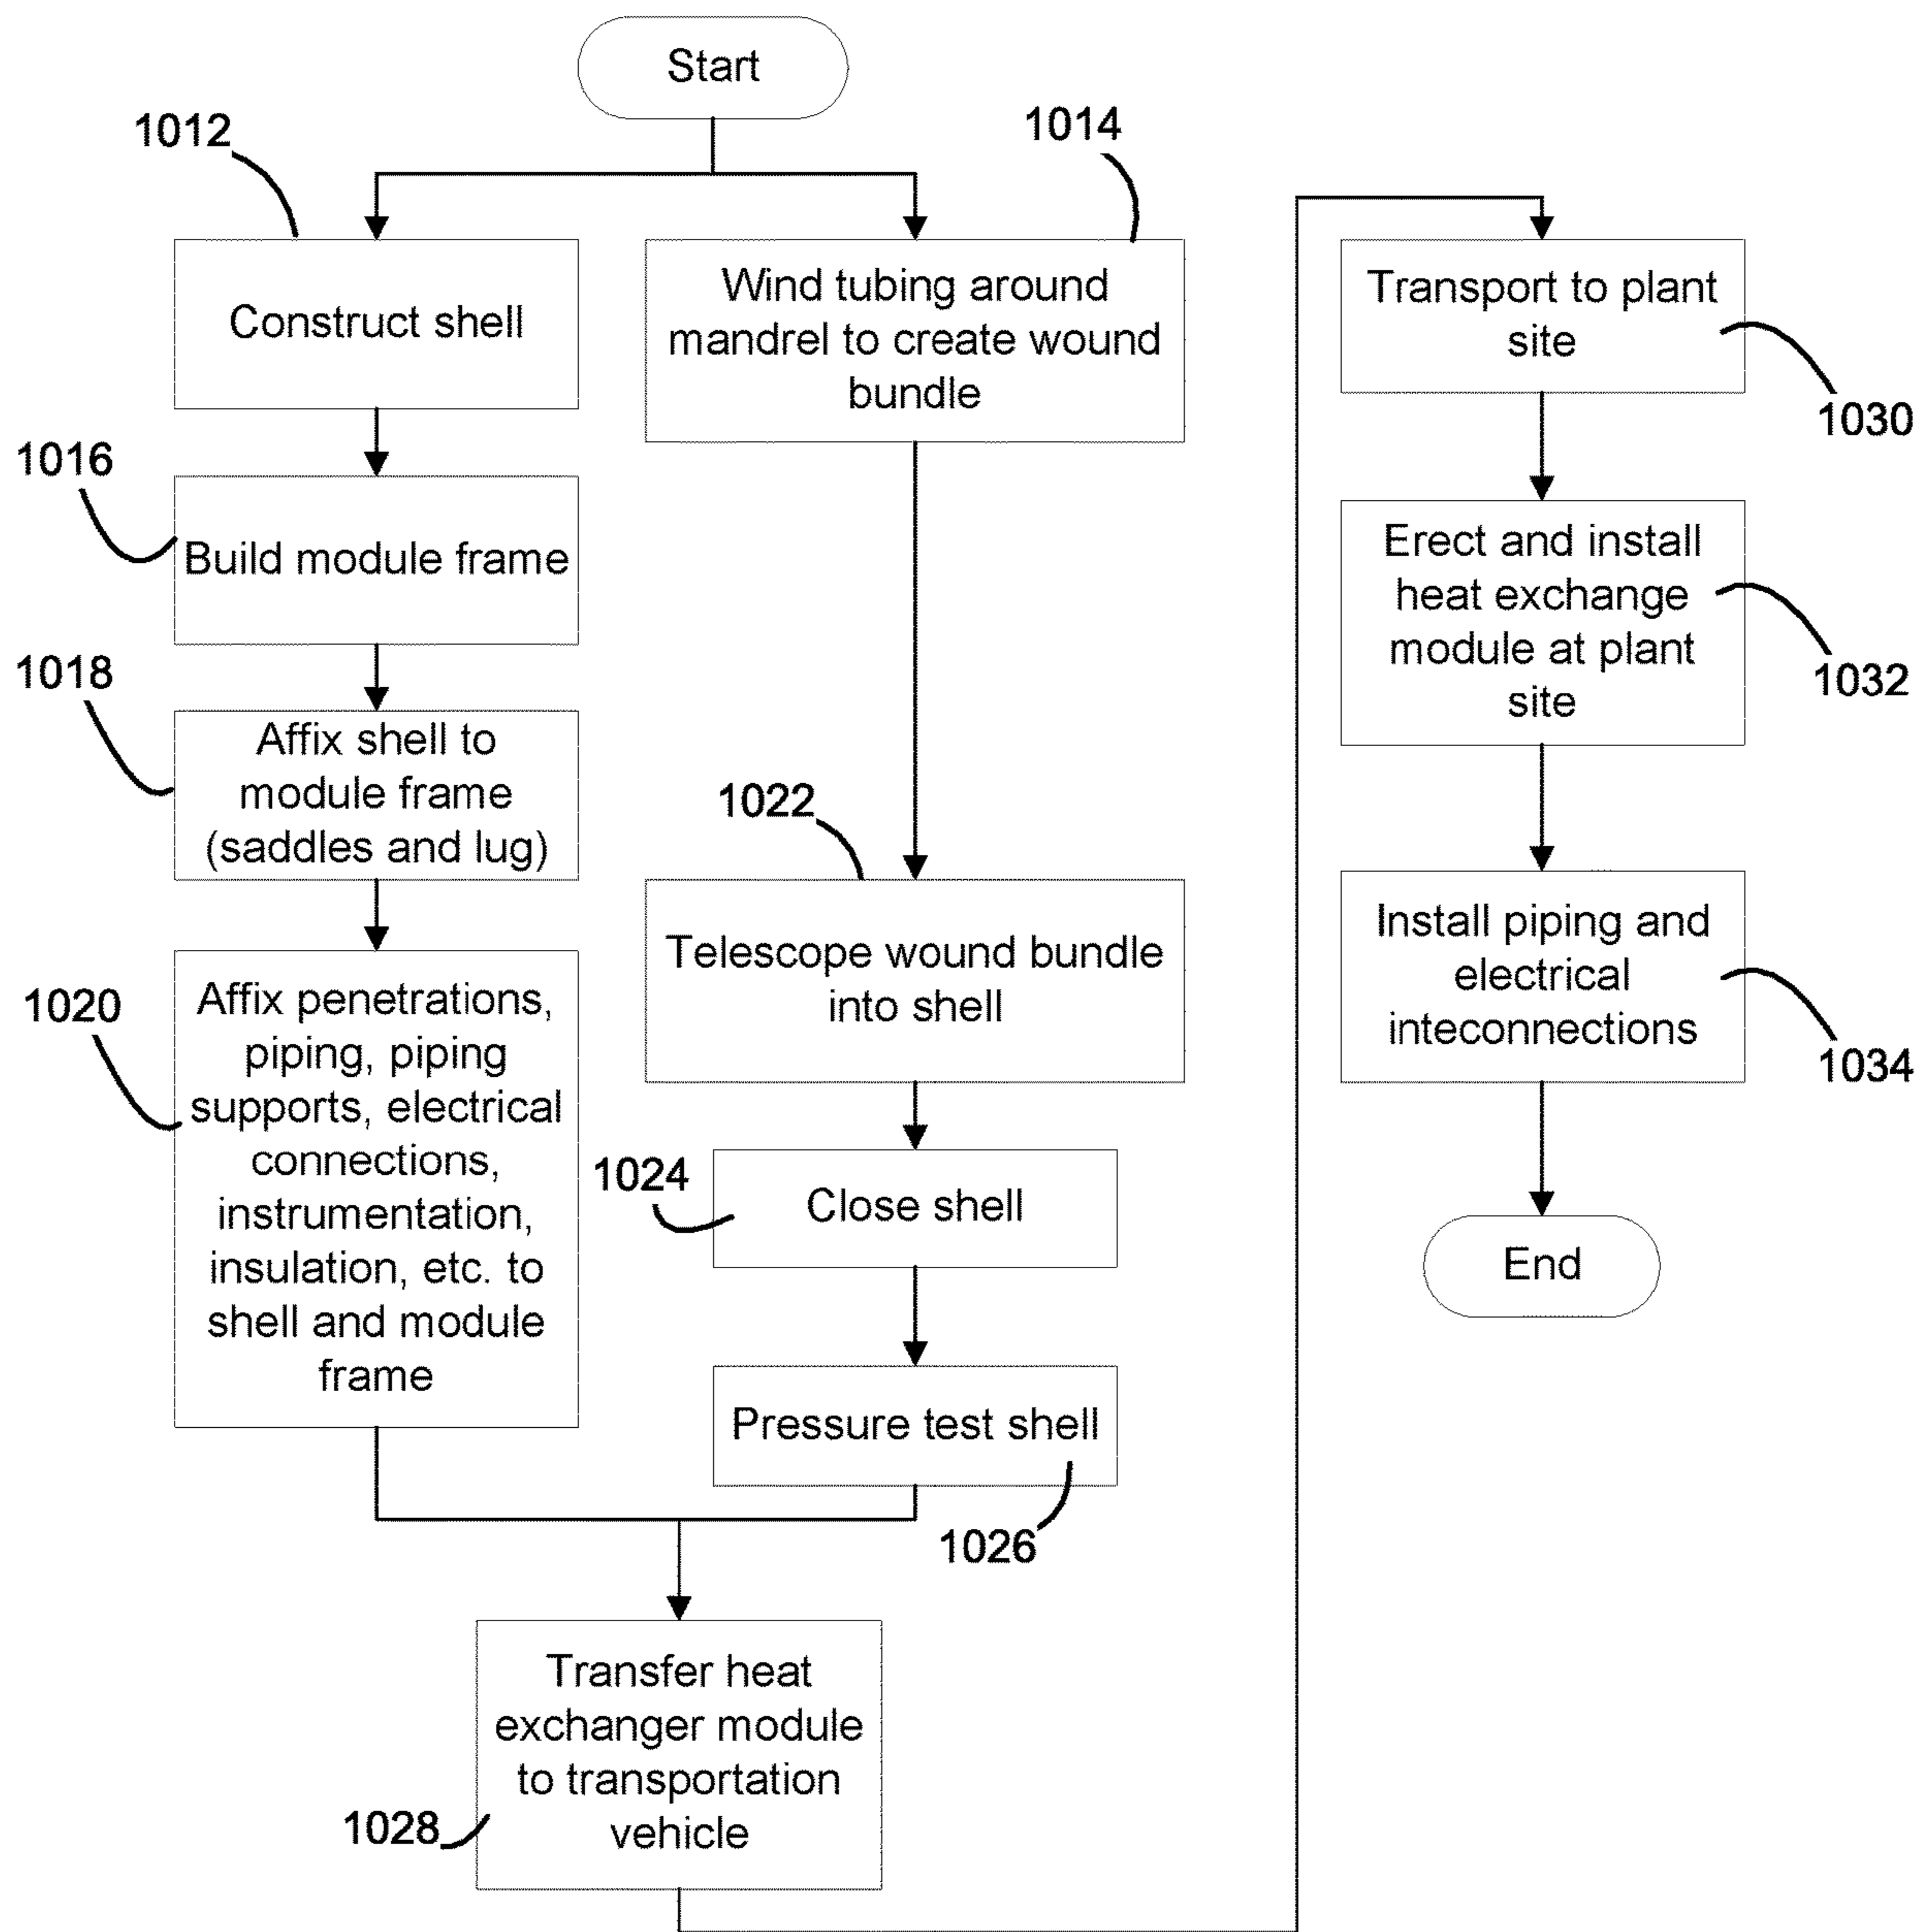 Start
1012
1014
Construct shell
Wind tubing around
mandrel to create wound
bundle
1016
Build module frame
1018
Affix shell to
module frame
(saddles and lug)
1022
1020
Affix penetrations,
piping, piping
supports, electrical
connections,
instrumentation,
insulation, etc. to
shell and module
frame
Telescope wound bundle
into shell
1024
Close shell
Pressure test shell
1026
Transfer heat
exchanger module
to transportation
vehicle
1028
Transport to plant
site
1030
Erect and install
heat exchange
module at plant
site
1032
Install piping and
electrical
inteconnections
1034
End